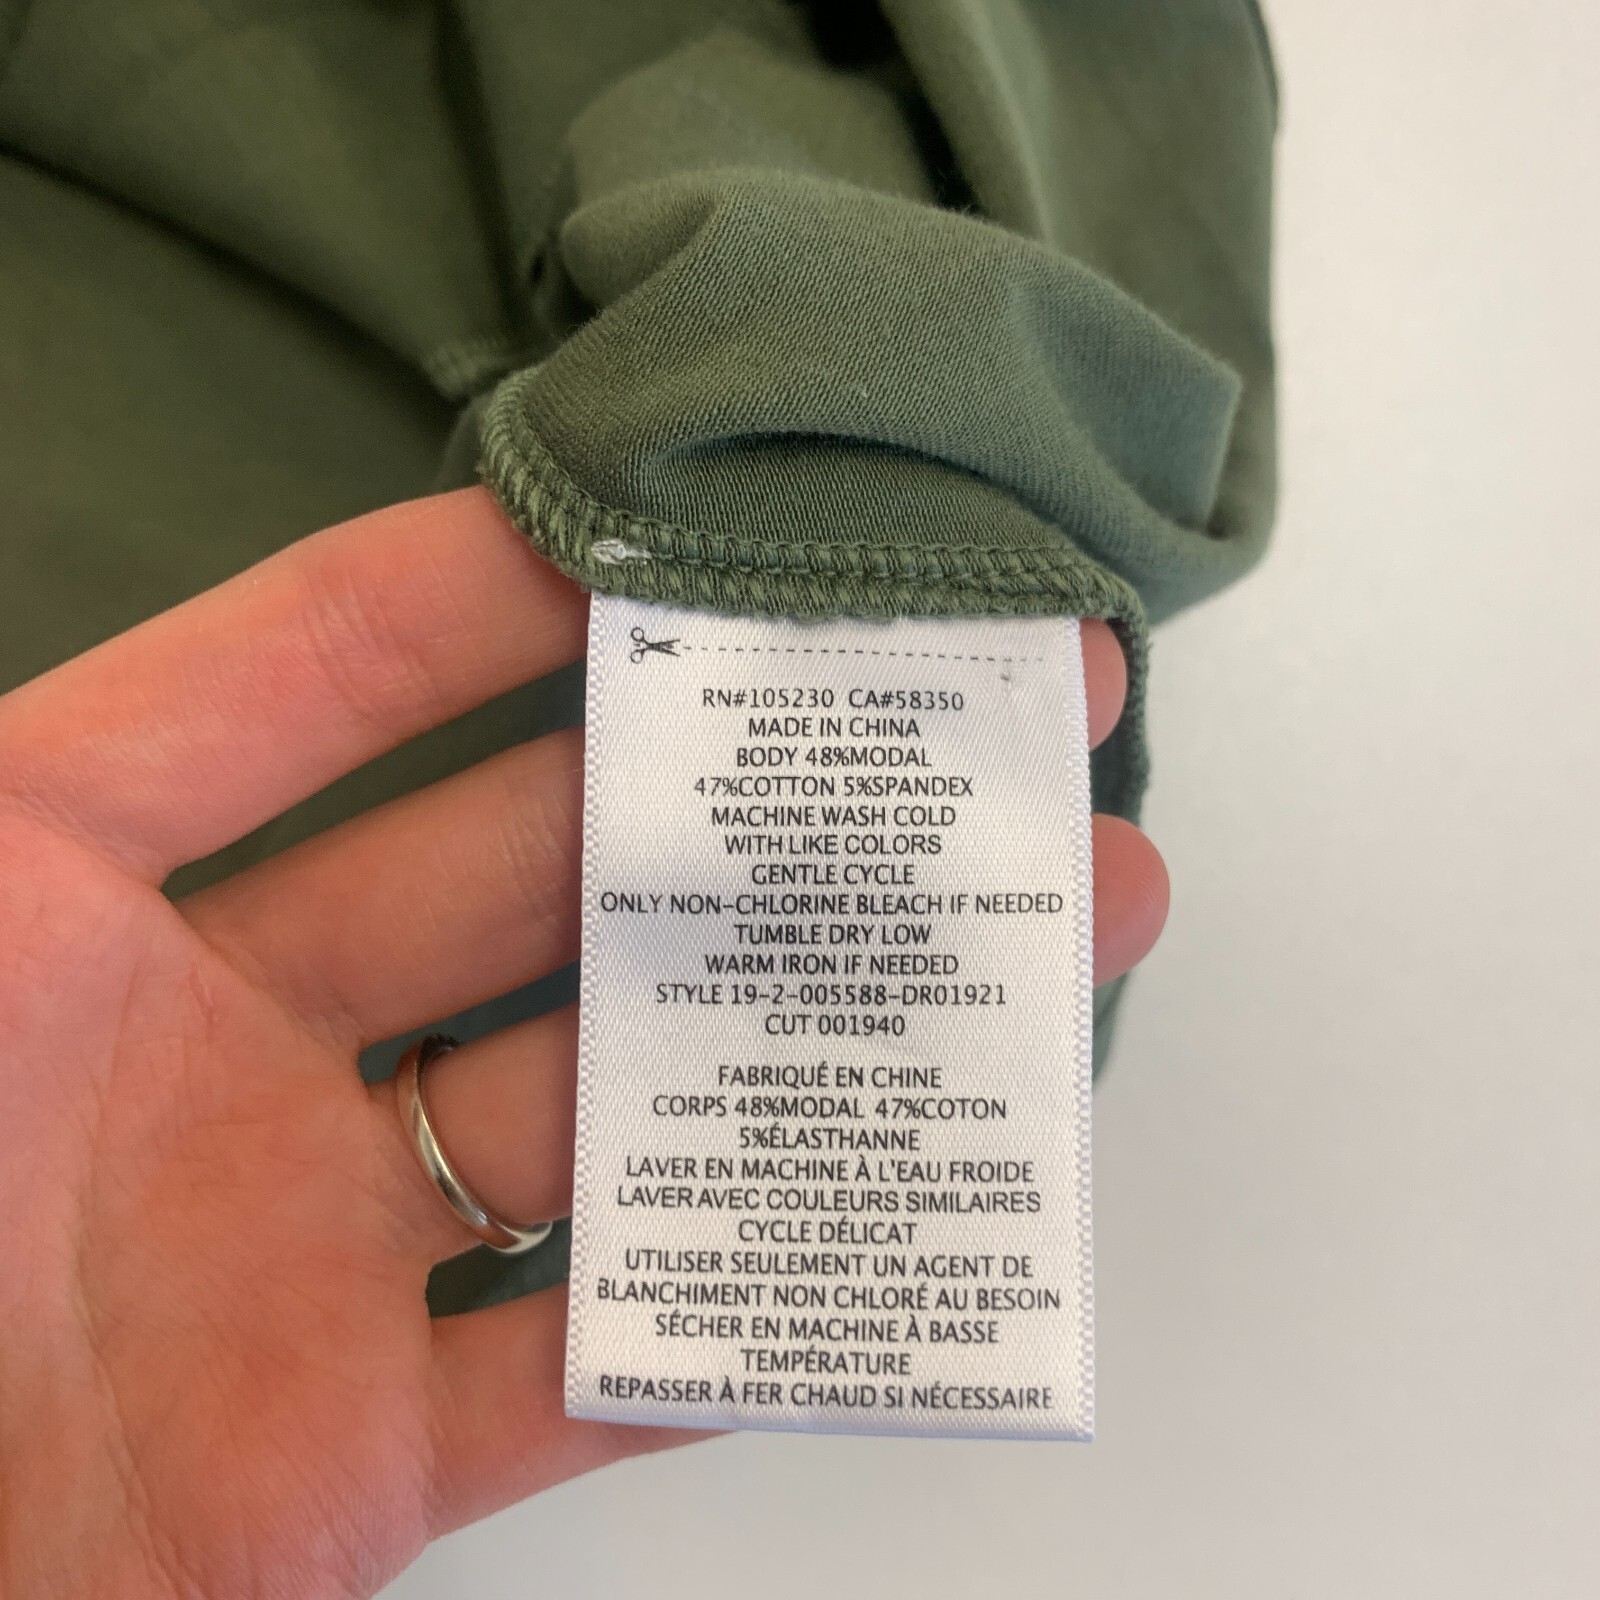 RN#105230 CA#58350
MADE IN CHINA
BODY 48%MODAL
47%COTTON 5%SPANDEX
MACHINE WASH COLD
WITH LIKE COLORS
GENTLE CYCLE
ONLY NON-CHLORINE BLEACH IF NEEDED
TUMBLE DRY LOW
WARM IRON IF NEEDED
STYLE 19-2-005588-DR01921
CUT 001940
FABRIQUÉ EN CHINE
CORPS 48%MODAL 47%COTON
5%ÉLASTHANNE
LAVER EN MACHINE À L'EAU FROIDE
LAVER AVEC COULEURS SIMILAIRES
CYCLE DÉLICAT
UTILISER SEULEMENT UN AGENT DE
BLANCHIMENT NON CHLORÉ AU BESOIN
SÉCHER EN MACHINE À BASSE
TEMPÉRATURE
REPASSER À FER CHAUD SI NÉCESSAIRE